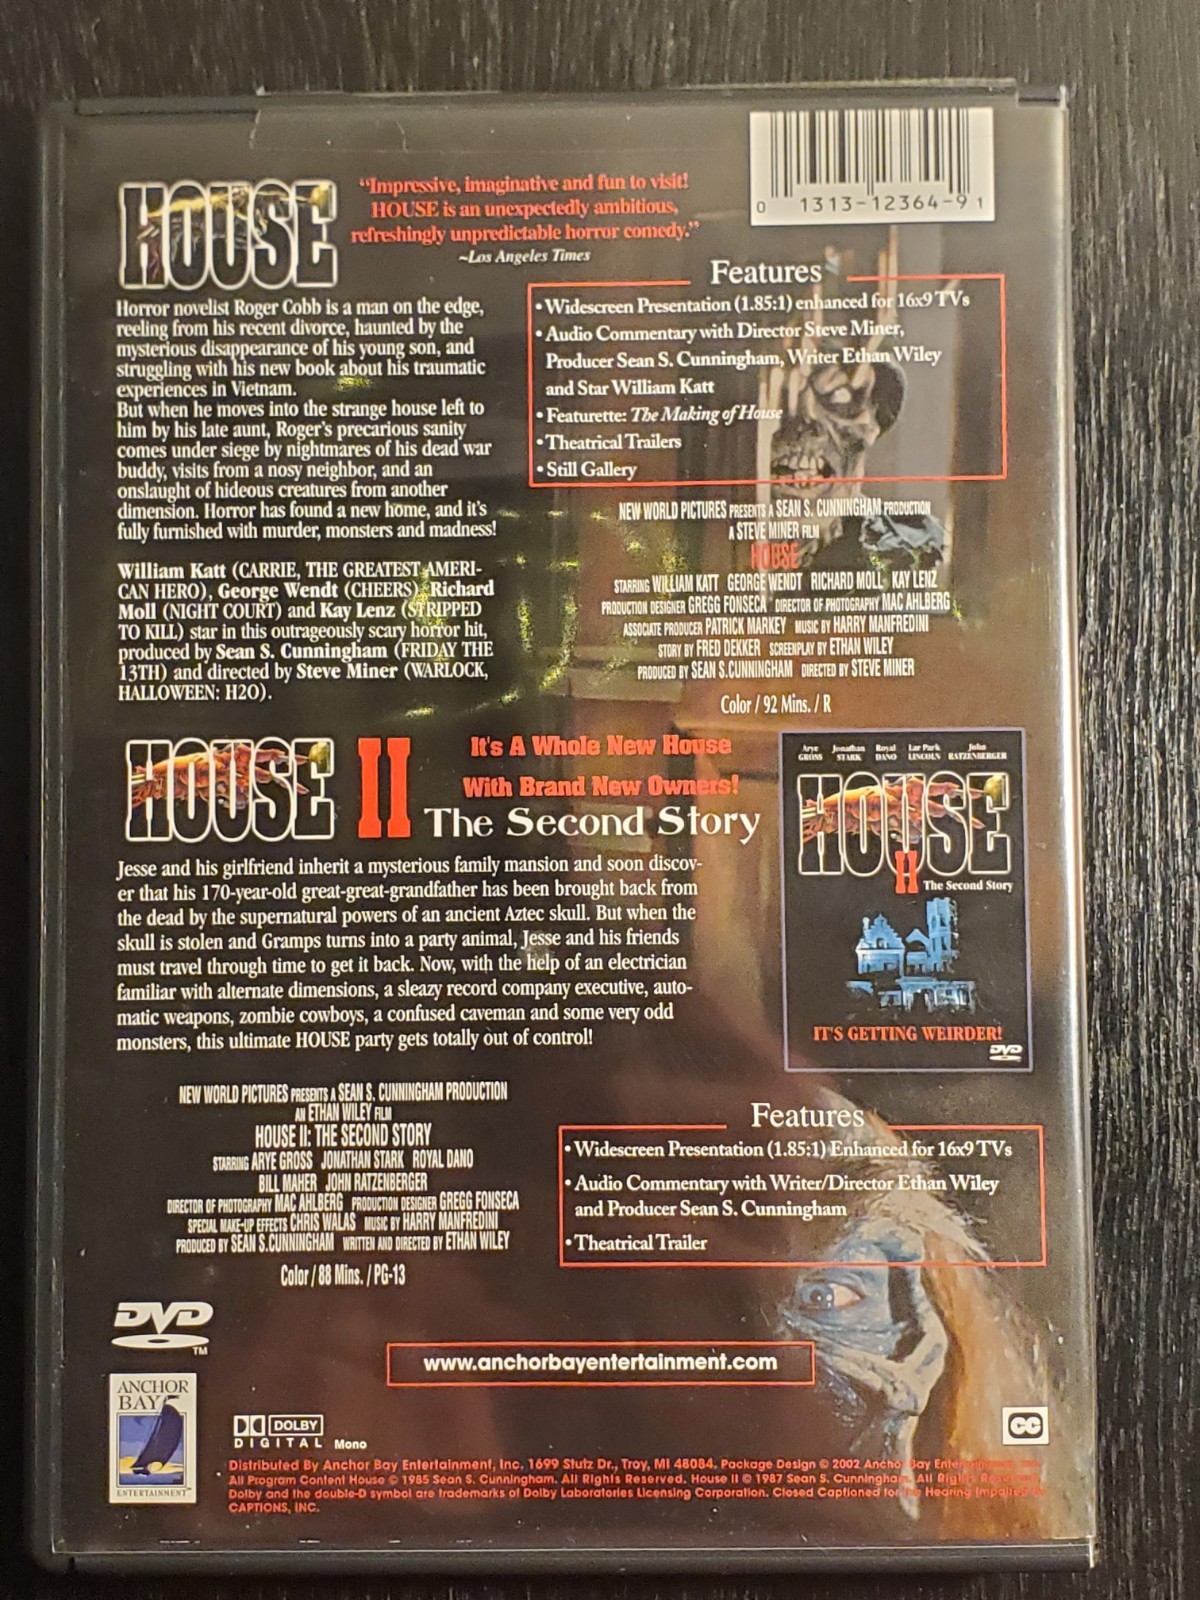 0 1313-12364-9 1
HOUSE
“Impressive, imaginative and fun to visit!
HOUSE is an unexpectedly ambitious,
refreshingly unpredictable horror comedy.”
~Los Angeles Times
Horror novelist Roger Cobb is a man on the edge,
reeling from his recent divorce, haunted by the
mysterious disappearance of his young son, and
struggling with his new book about his traumatic
experiences in Vietnam.
But when he moves into the strange house left to
him by his late aunt, Roger's precarious sanity
comes under siege by nightmares of his dead war
buddy, visits from a nosy neighbor, and an
onslaught of hideous creatures from another
dimension. Horror has found a new home, and it's
fully furnished with murder, monsters and madness!
William Katt (CARRIE, THE GREATEST AMERI-
CAN HERO), George Wendt (CHEERS), Richard
Moll (NIGHT COURT) and Kay Lenz (STRIPPED
TO KILL) star in this outrageously scary horror hit,
produced by Sean S. Cunningham (FRIDAY THE
13TH) and directed by Steve Miner (WARLOCK,
HALLOWEEN: H2O).
Features
• Widescreen Presentation (1.85:1) enhanced for 16x9 TVs
• Audio Commentary with Director Steve Miner,
Producer Sean S. Cunningham, Writer Ethan Wiley
and Star William Katt
• Featurette: The Making of House
• Theatrical Trailers
• Still Gallery
NEW WORLD PICTURES PRESENTS A SEAN S. CUNNINGHAM PRODUCTION
A STEVE MINER FILM
HOUSE
STARRING WILLIAM KATT GEORGE WENDT RICHARD MOLL KAY LENZ
PRODUCTION DESIGNER GREGG FONSECA DIRECTOR OF PHOTOGRAPHY MAC AHLBERG
ASSOCIATE PRODUCER PATRICK MARKEY MUSIC BY HARRY MANFREDINI
STORY BY FRED DEKKER SCREENPLAY BY ETHAN WILEY
PRODUCED BY SEAN S.CUNNINGHAM DIRECTED BY STEVE MINER
Color / 92 Mins. / R
HOUSE II
It's A Whole New House
With Brand New Owners!
The Second Story
Jesse and his girlfriend inherit a mysterious family mansion and soon discov-
er that his 170-year-old great-great-grandfather has been brought back from
the dead by the supernatural powers of an ancient Aztec skull. But when the
skull is stolen and Gramps turns into a party animal, Jesse and his friends
must travel through time to get it back. Now, with the help of an electrician
familiar with alternate dimensions, a sleazy record company executive, auto-
matic weapons, zombie cowboys, a confused caveman and some very odd
monsters, this ultimate HOUSE party gets totally out of control!
Arye Jonathan Royal Lar Park John
GROSS STARK DANO LINCOLN RATZENBERGER
HOUSE
II The Second Story
IT'S GETTING WEIRDER!
DVD
NEW WORLD PICTURES PRESENTS A SEAN S. CUNNINGHAM PRODUCTION
AN ETHAN WILEY FILM
HOUSE II: THE SECOND STORY
STARRING ARYE GROSS JONATHAN STARK ROYAL DANO
BILL MAHER JOHN RATZENBERGER
DIRECTOR OF PHOTOGRAPHY MAC AHLBERG PRODUCTION DESIGNER GREGG FONSECA
SPECIAL MAKE-UP EFFECTS CHRIS WALAS MUSIC BY HARRY MANFREDINI
PRODUCED BY SEAN S.CUNNINGHAM WRITTEN AND DIRECTED BY ETHAN WILEY
Color / 88 Mins. / PG-13
Features
• Widescreen Presentation (1.85:1) Enhanced for 16x9 TVs
• Audio Commentary with Writer/Director Ethan Wiley
and Producer Sean S. Cunningham
• Theatrical Trailer
DVD
TM
www.anchorbayentertainment.com
ANCHOR
BAY
ENTERTAINMENT
DOLBY
DIGITAL Mono
CC
Distributed By Anchor Bay Entertainment, Inc. 1699 Stutz Dr., Troy, MI 48084. Package Design © 2002 Anchor Bay
All Program Content House © 1985 Sean S. Cunningham. All Rights Reserved. House II © 1987 Sean S. Cunningham. All Rights
Dolby and the double-D symbol are trademarks of Dolby Laboratories Licensing Corporation. Closed Captioned for the Hearing Impaired
CAPTIONS, INC.